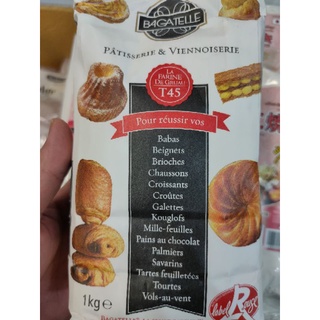 BAGATELLE
PÂTISSERIE & VIENNOISERIE
LA
FARINE
DE GRUAU
T45
Pour réussir vos
Babas
Beignets
Brioches
Chaussons
Croissants
Croûtes
Galettes
Kouglofs
Mille-feuilles
Pains au chocolat
Palmiers
Savarins
Tartes feuilletées
Tourtes
Vols-au-vent
1kg e
label Rouge